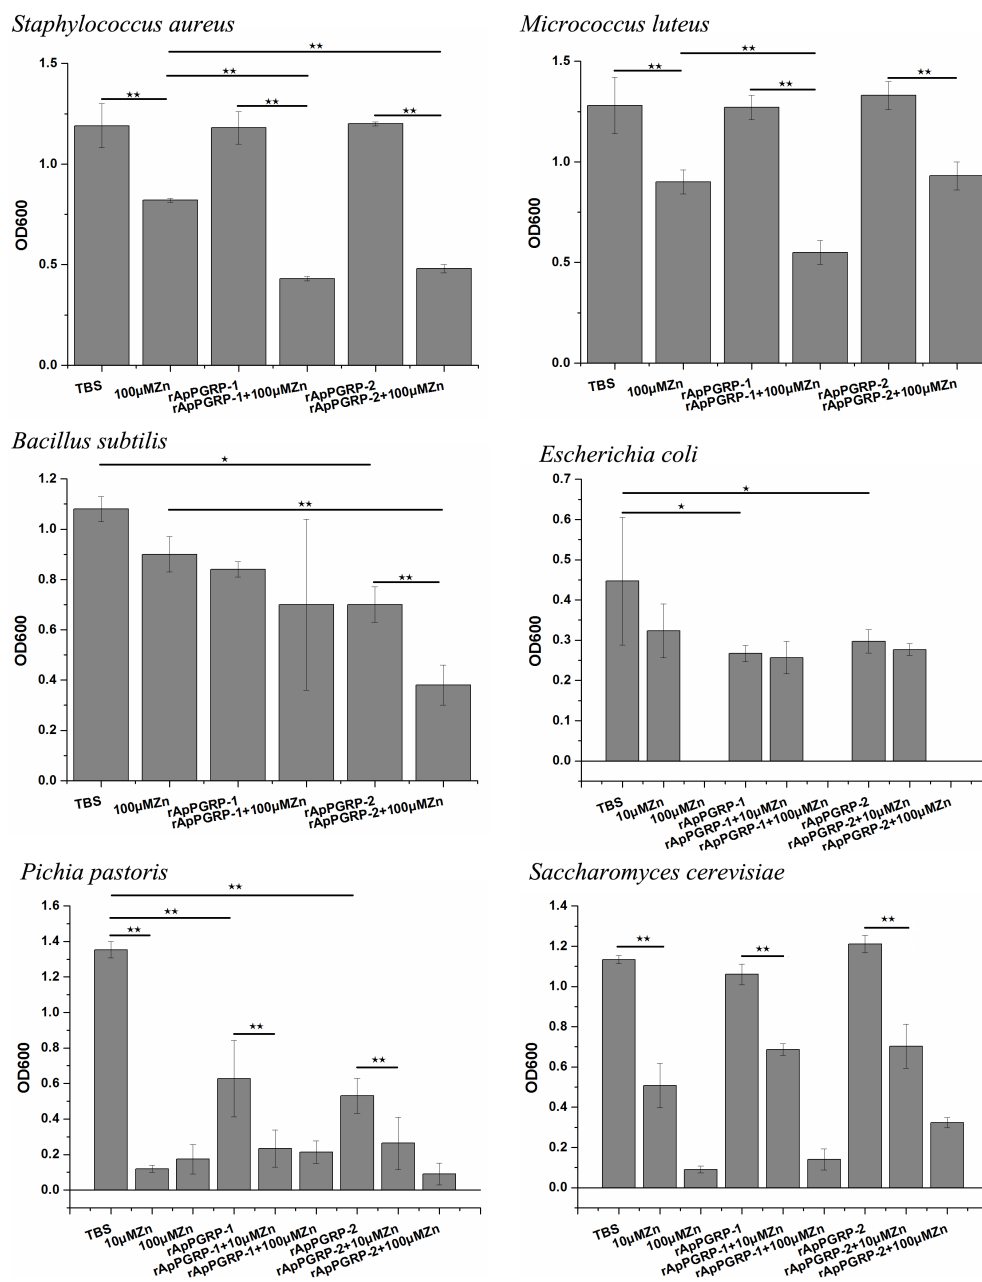 Staphylococcus aureus
★★
★★
★★
★★
★★
1.5
1.0
0.5
0.0
OD600
TBS
100µMZn
rApPGRP-1
rApPGRP-1+100µMZn
rApPGRP-2
rApPGRP-2+100µMZn
Micrococcus luteus
★★
★★
★★
★★
1.5
1.0
0.5
0.0
OD600
TBS
100µMZn
rApPGRP-1
rApPGRP-1+100µMZn
rApPGRP-2
rApPGRP-2+100µMZn
Bacillus subtilis
★
★★
★★
1.2
1.0
0.8
0.6
0.4
0.2
0.0
OD600
TBS
100µMZn
rApPGRP-1
rApPGRP-1+100µMZn
rApPGRP-2
rApPGRP-2+100µMZn
Escherichia coli
★
★
0.7
0.6
0.5
0.4
0.3
0.2
0.1
0.0
OD600
TBS
10µMZn
100µMZn
rApPGRP-1
rApPGRP-1+10µMZn
rApPGRP-1+100µMZn
rApPGRP-2
rApPGRP-2+10µMZn
rApPGRP-2+100µMZn
Pichia pastoris
★★
★★
★★
★★
★★
1.6
1.4
1.2
1.0
0.8
0.6
0.4
0.2
0.0
OD600
TBS
10µMZn
100µMZn
rApPGRP-1
rApPGRP-1+10µMZn
rApPGRP-1+100µMZn
rApPGRP-2
rApPGRP-2+10µMZn
rApPGRP-2+100µMZn
Saccharomyces cerevisiae
★★
★★
★★
1.4
1.2
1.0
0.8
0.6
0.4
0.2
0.0
OD600
TBS
10µMZn
100µMZn
rApPGRP-1
rApPGRP-1+10µMZn
rApPGRP-1+100µMZn
rApPGRP-2
rApPGRP-2+10µMZn
rApPGRP-2+100µMZn